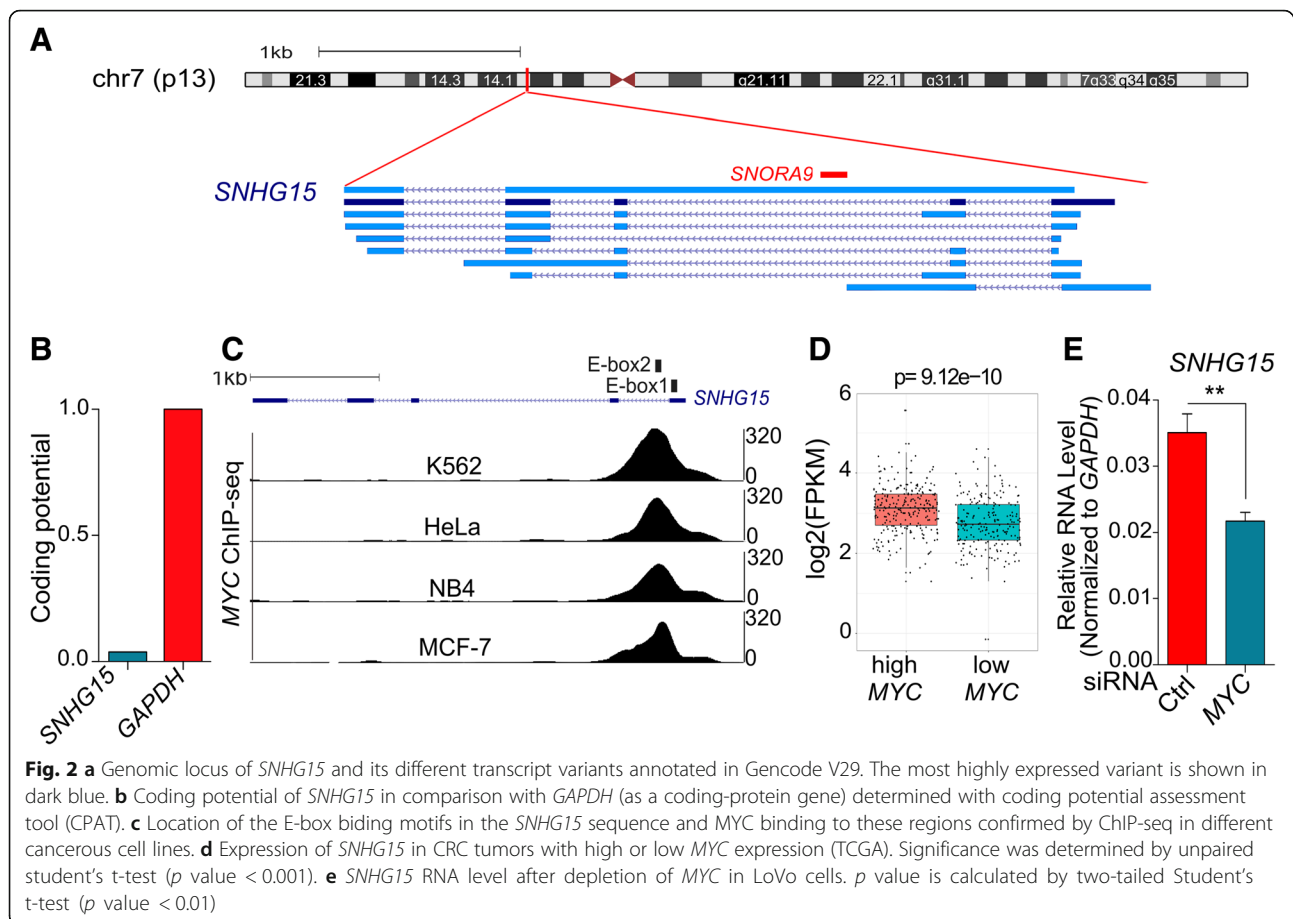 A
1kb
chr7 (p13)
21.3 14.3 14.1 q21.11 22.1 q31.1 7q33 q34 q35
SNORA9
SNHG15
B
Coding potential
1.0
0.5
0.0
SNHG15
GAPDH
C
1kb
E-box2
E-box1
SNHG15
MYC ChIP-seq
K562
320
0
HeLa
320
0
NB4
320
0
MCF-7
320
0
D
p= 9.12e−10
log2(FPKM)
6
4
2
0
high MYC
low MYC
E
SNHG15
**
Relative RNA Level
(Normalized to GAPDH)
0.04
0.03
0.02
0.01
0.00
siRNA
Ctrl
MYC
Fig. 2 a Genomic locus of SNHG15 and its different transcript variants annotated in Gencode V29. The most highly expressed variant is shown in
dark blue. b Coding potential of SNHG15 in comparison with GAPDH (as a coding-protein gene) determined with coding potential assessment
tool (CPAT). c Location of the E-box biding motifs in the SNHG15 sequence and MYC binding to these regions confirmed by ChIP-seq in different
cancerous cell lines. d Expression of SNHG15 in CRC tumors with high or low MYC expression (TCGA). Significance was determined by unpaired
student's t-test (p value < 0.001). e SNHG15 RNA level after depletion of MYC in LoVo cells. p value is calculated by two-tailed Student's
t-test (p value < 0.01)